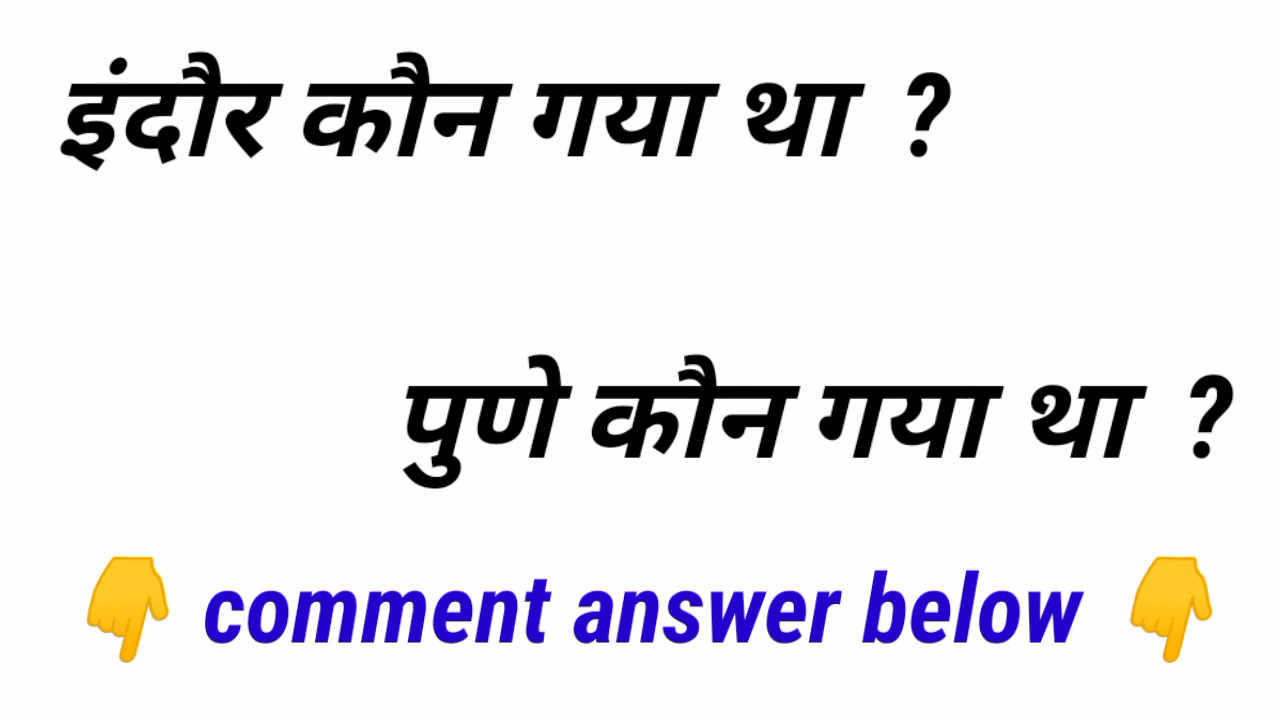 इंदौर कौन गया था ?
पुणे कौन गया था ?
👇 comment answer below 👇